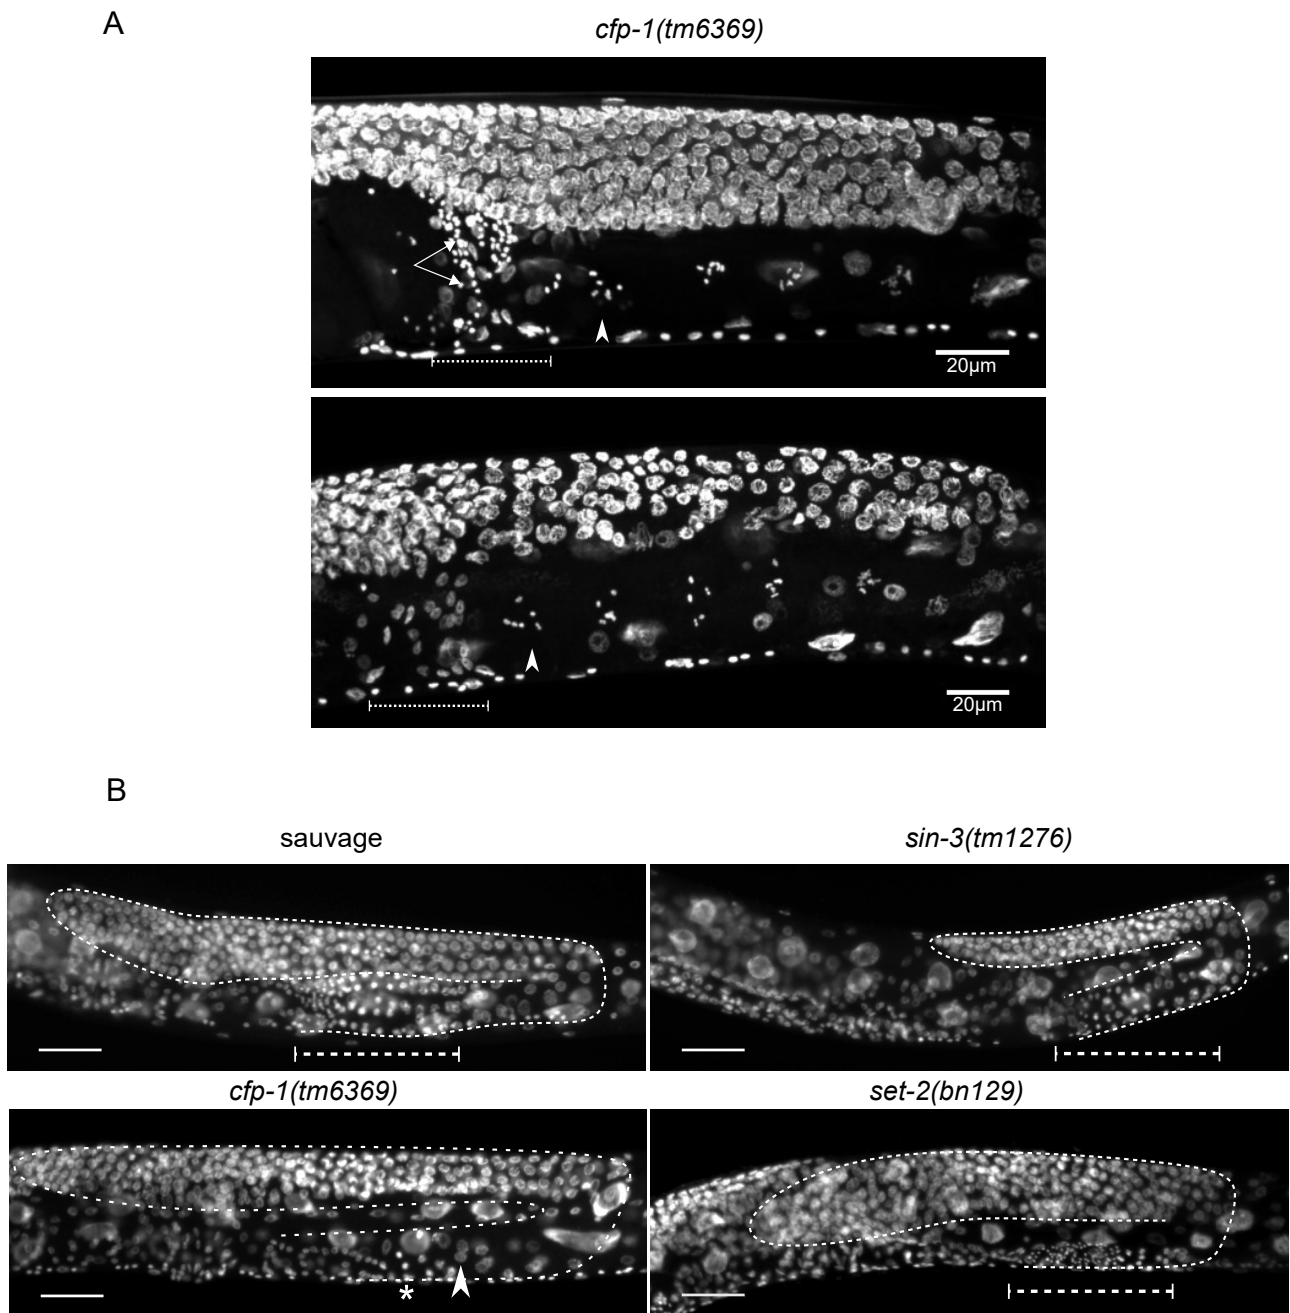 A
cfp-1(tm6369)
20µm
20µm
B
sauvage
sin-3(tm1276)
cfp-1(tm6369)
set-2(bn129)
*